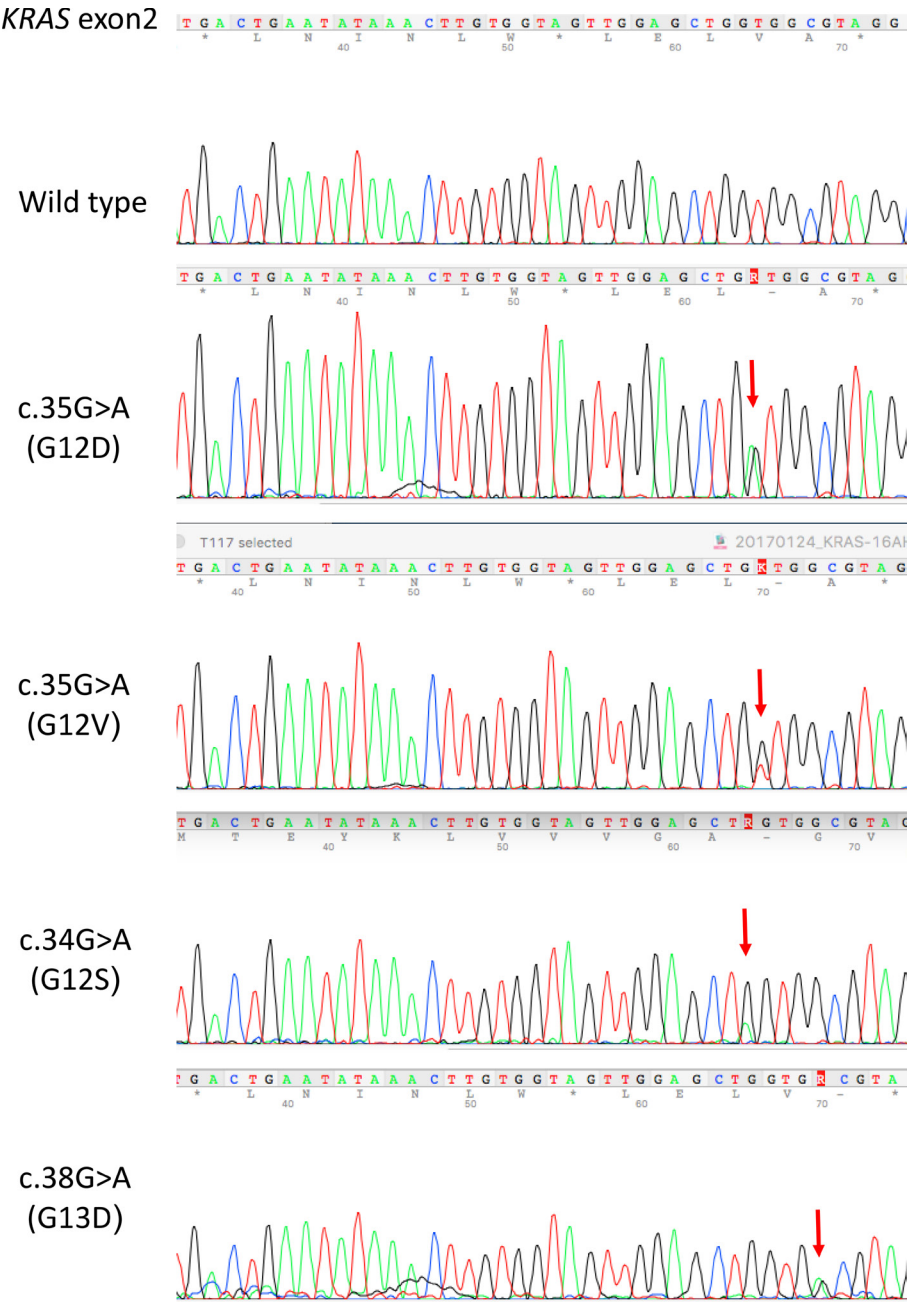 KRAS exon2
T G A C T G A A T A T A A A C T T G T G G T A G T T G G A G C T G G T G G C G T A G G
* L N I N L W * L E L V A *
40 50 60 70
Wild type
T G A C T G A A T A T A A A C T T G T G G T A G T T G G A G C T G R T G G C G T A G
* L N I N L W * L E L - A *
40 50 60 70
c.35G>A
(G12D)
T117 selected
20170124_KRAS-16AH
T G A C T G A A T A T A A A C T T G T G G T A G T T G G A G C T G K T G G C G T A G
* L N I N L W * L E L - A *
40 50 60 70
c.35G>A
(G12V)
T G A C T G A A T A T A A A C T T G T G G T A G T T G G A G C T R G T G G C G T A G
M T E Y K L V V V G A - G V
40 50 60 70
c.34G>A
(G12S)
T G A C T G A A T A T A A A C T T G T G G T A G T T G G A G C T G G T G R C G T A
* L N I N L W * L E L V - *
40 50 60 70
c.38G>A
(G13D)